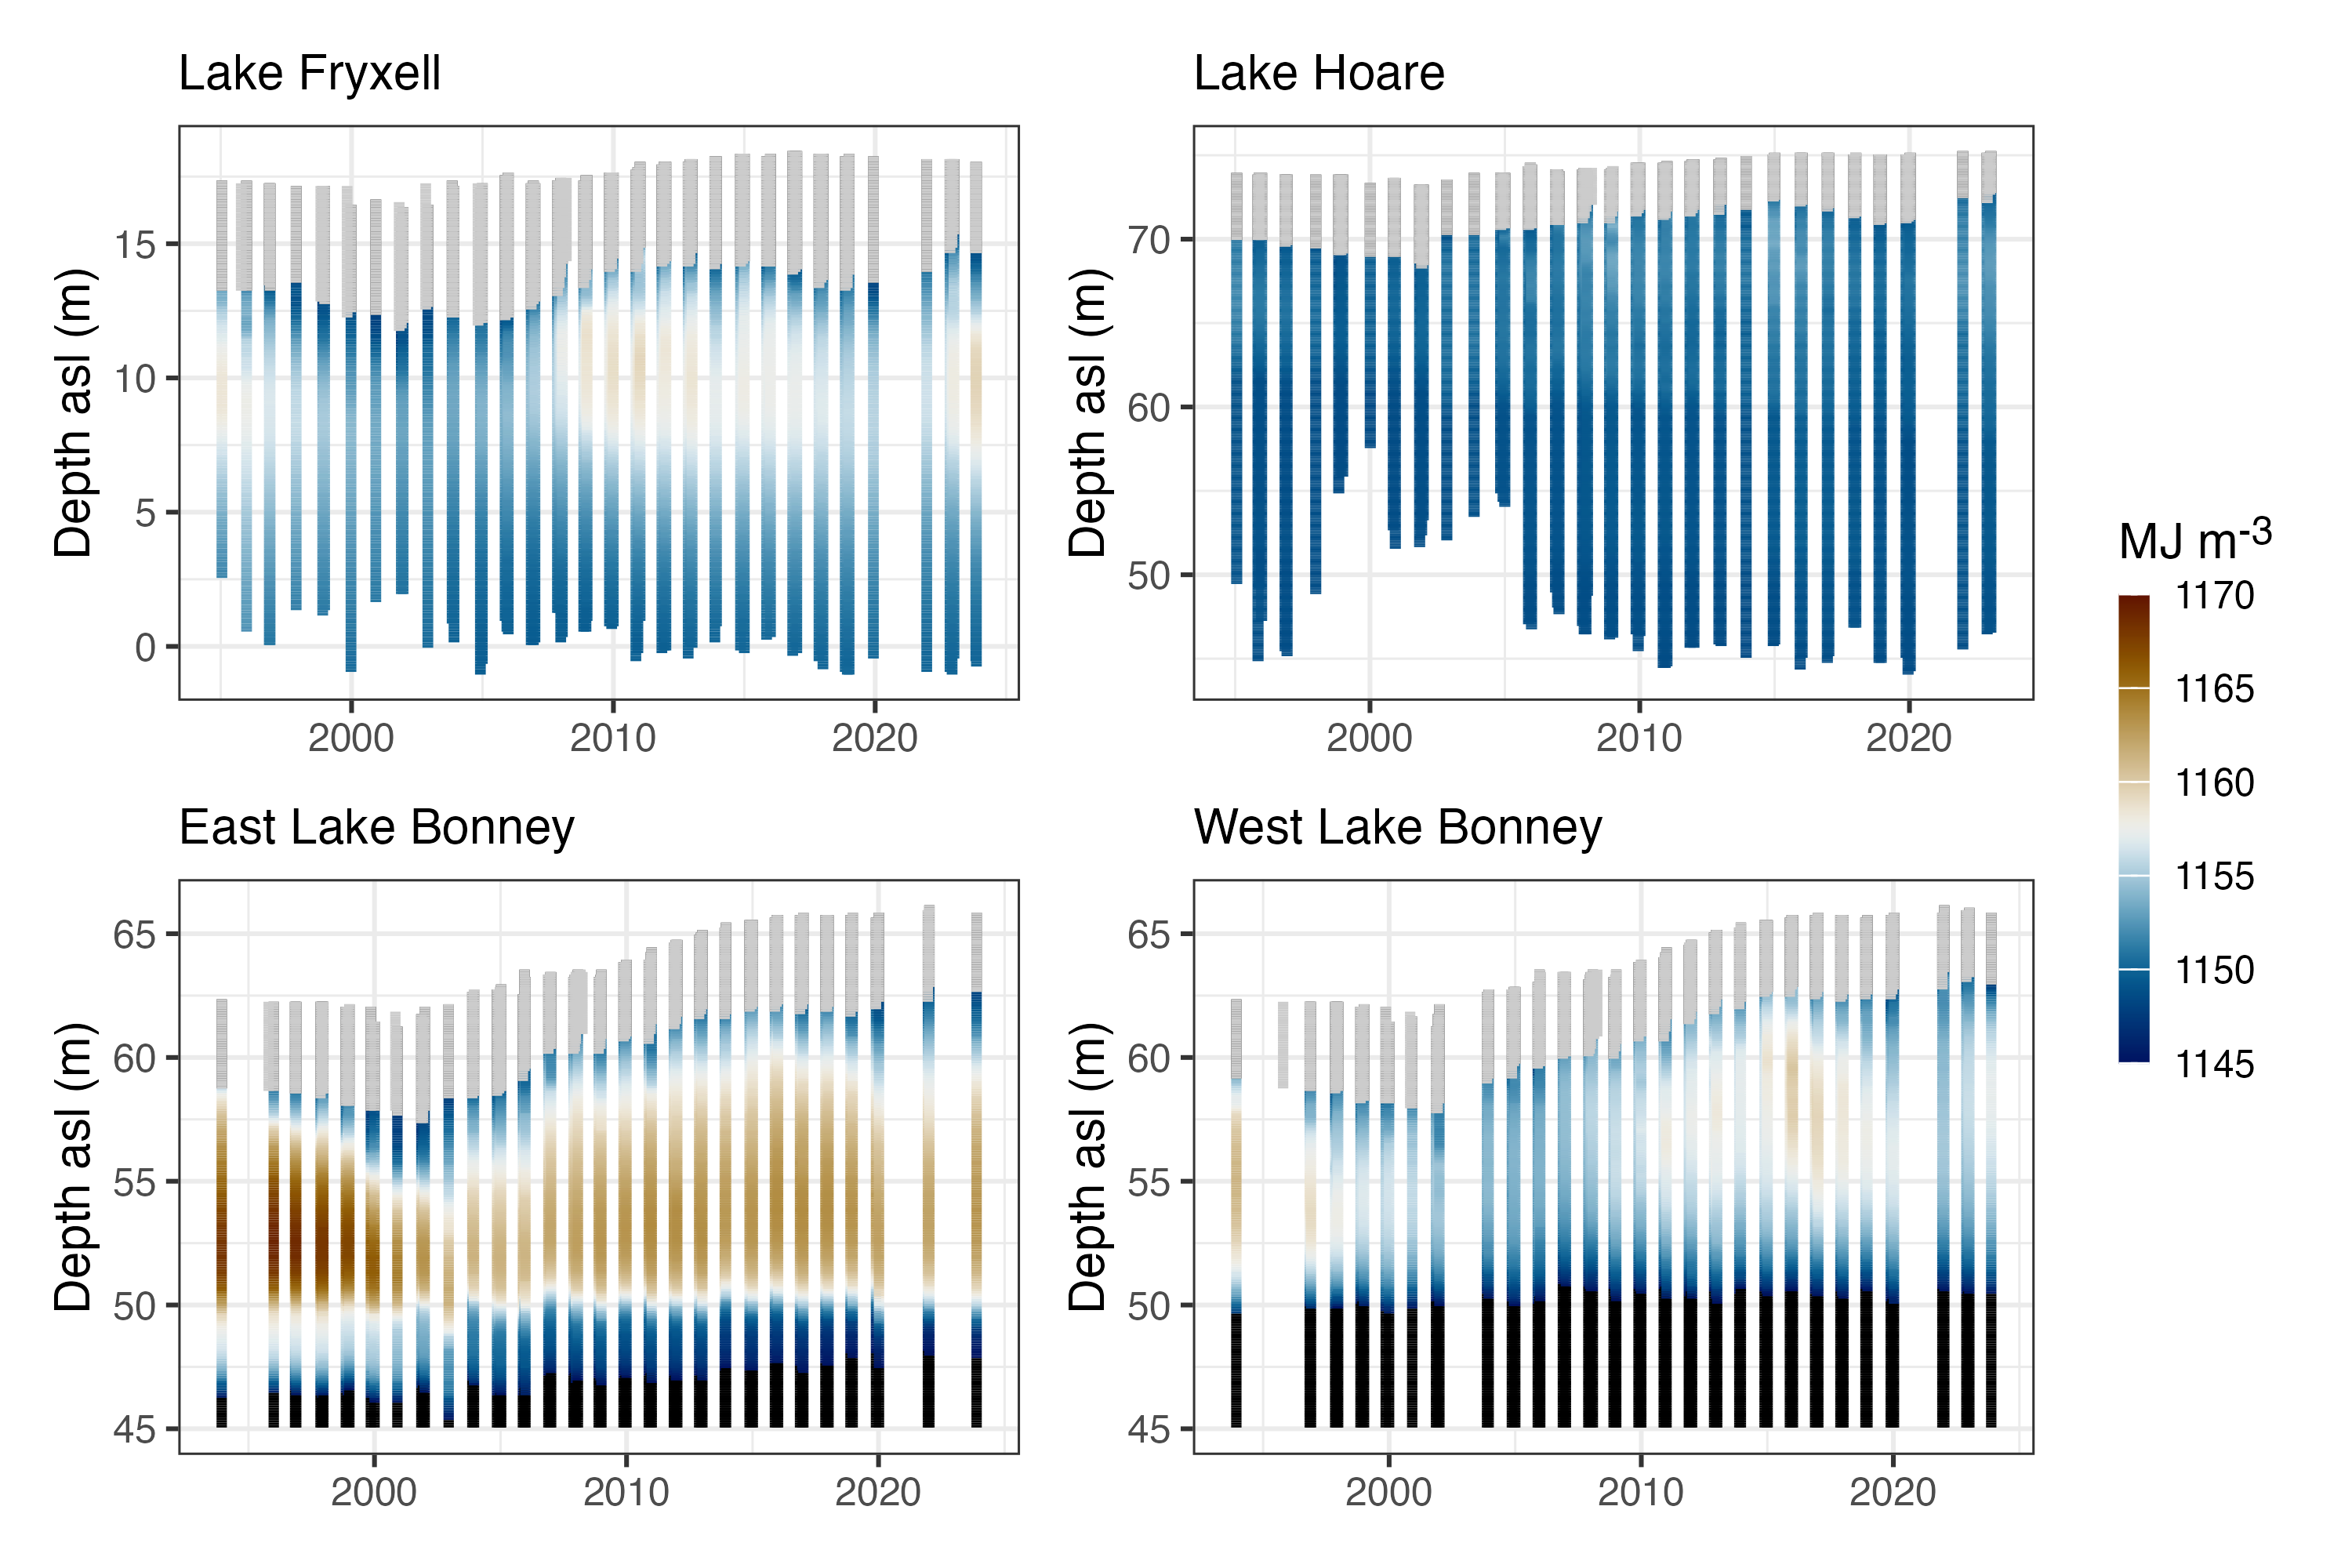 Lake Fryxell
Depth asl (m)
15
10
5
0
2000 2010 2020
Lake Hoare
Depth asl (m)
70
60
50
2000 2010 2020
East Lake Bonney
Depth asl (m)
65
60
55
50
45
2000 2010 2020
West Lake Bonney
Depth asl (m)
65
60
55
50
45
2000 2010 2020
MJ m⁻³
1170
1165
1160
1155
1150
1145